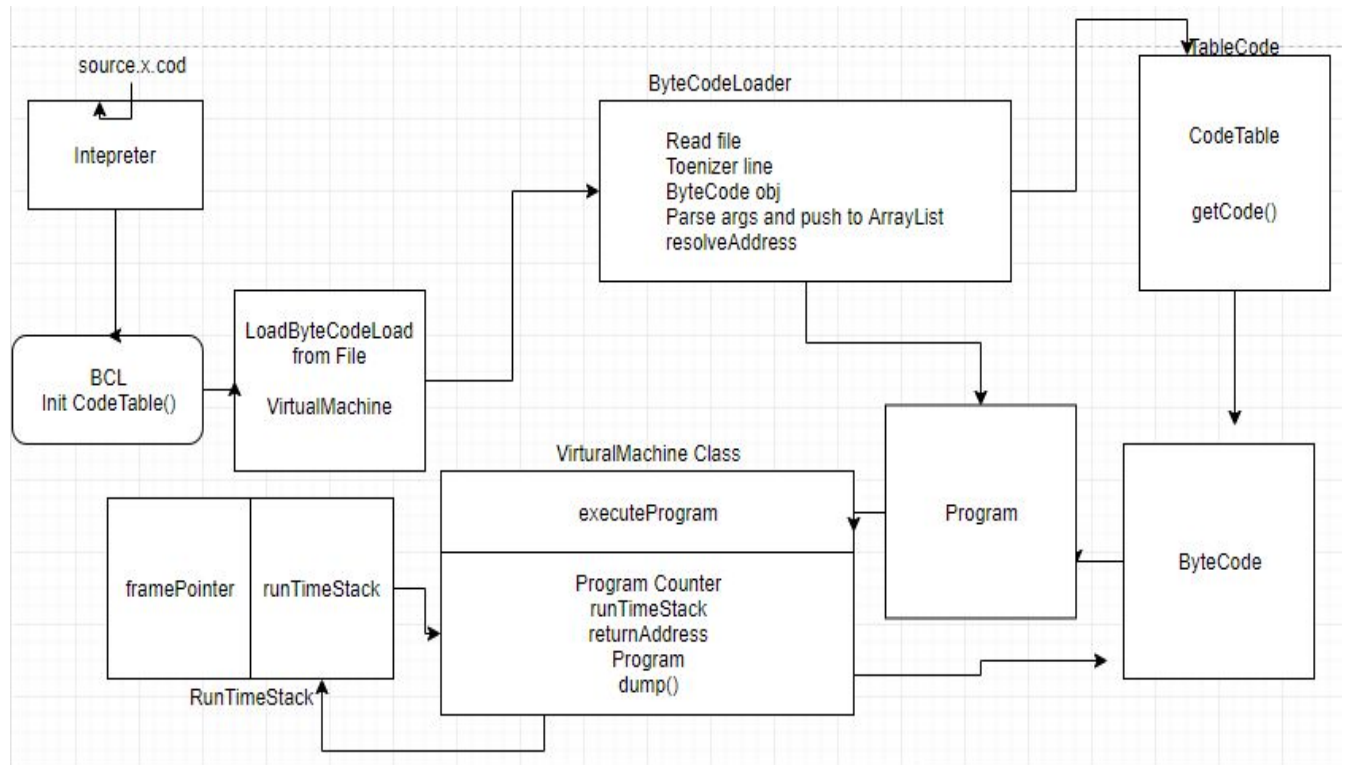 source.x.cod
Intepreter
ByteCodeLoader
Read file
Toenizer line
ByteCode obj
Parse args and push to ArrayList
resolveAddress
TableCode
CodeTable
getCode()
BCL
Init CodeTable()
LoadByteCodeLoad
from File
VirtualMachine
VirturalMachine Class
executeProgram
Program Counter
runTimeStack
returnAddress
Program
dump()
framePointer
runTimeStack
RunTimeStack
Program
ByteCode